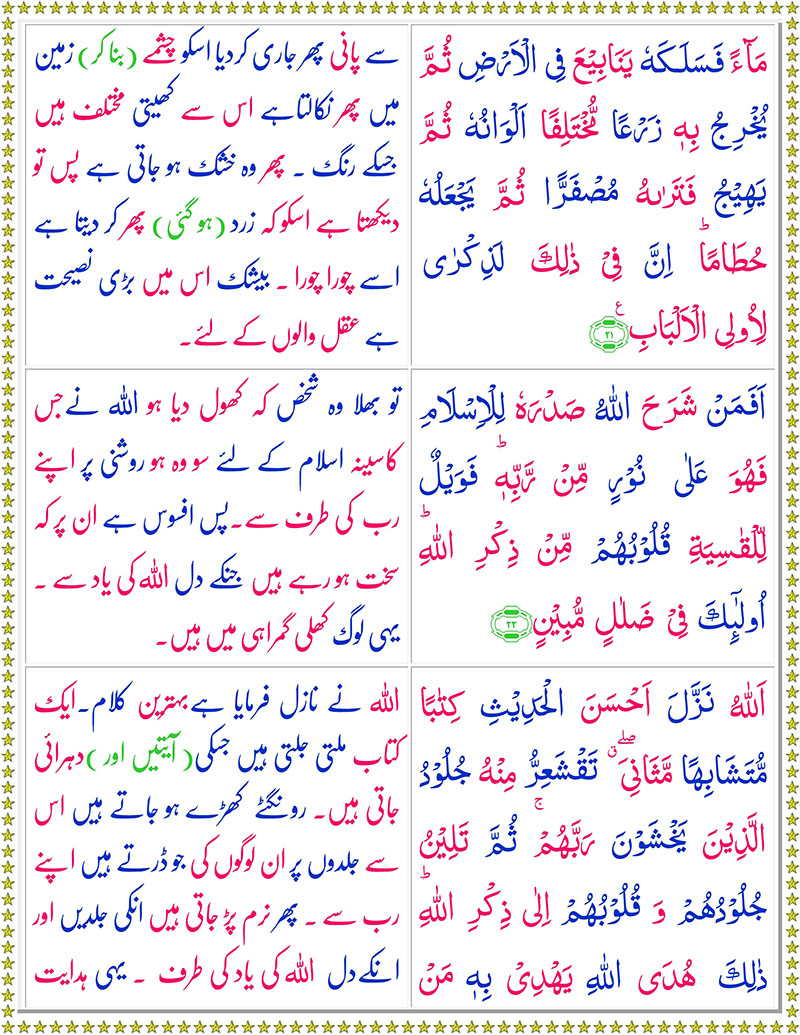 مَآءً فَسَلَكَهٗ يَنَابِيْعَ فِى الْاَرْضِ ثُمَّ
يُخْرِجُ بِهٖ زَرْعًا مُّخْتَلِفًا اَلْوَانُهٗ ثُمَّ
يَهِيْجُ فَتَرٰىهُ مُصْفَرًّا ثُمَّ يَجْعَلُهٗ
حُطَامًا ؕ اِنَّ فِىْ ذٰلِكَ لَذِكْرٰى
لِاُولِى الْاَلْبَابِ ع ۲۱
سے پانی پھر جاری کردیا اسکو چشمے (بنا کر) زمین
میں پھر نکالتا ہے اس سے کھیتی مختلف ہیں
جسکے رنگ ۔ پھر وہ خشک ہو جاتی ہے پس تو
دیکھتا ہے اسکو کہ زرد (ہو گئی) پھر کر دیتا ہے
اسے چورا چورا ۔ بیشک اس میں بڑی نصیحت
ہے عقل والوں کے لئے۔
اَفَمَنْ شَرَحَ اللّٰهُ صَدْرَهٗ لِلْاِسْلَامِ
فَهُوَ عَلٰى نُوْرٍ مِّنْ رَّبِّهٖ ؕ فَوَيْلٌ
لِّلْقٰسِيَةِ قُلُوْبُهُمْ مِّنْ ذِكْرِ اللّٰهِ ؕ
اُولٰٓئِكَ فِىْ ضَلٰلٍ مُّبِيْنٍ ۲۲
تو بھلا وہ شخص کہ کھول دیا ہو اللہ نے جس
کا سینہ اسلام کے لئے سو وہ ہو روشنی پر اپنے
رب کی طرف سے۔ پس افسوس ہے ان پر کہ
سخت ہو رہے ہیں جنکے دل اللہ کی یاد سے ۔
یہی لوگ کھلی گمراہی میں ہیں۔
اَللّٰهُ نَزَّلَ اَحْسَنَ الْحَدِيْثِ كِتٰبًا
مُّتَشَابِهًا مَّثَانِىَ ۖ ق تَقْشَعِرُّ مِنْهُ جُلُوْدُ
الَّذِيْنَ يَخْشَوْنَ رَبَّهُمْ ۚ ثُمَّ تَلِيْنُ
جُلُوْدُهُمْ وَ قُلُوْبُهُمْ اِلٰى ذِكْرِ اللّٰهِ ؕ
ذٰلِكَ هُدَى اللّٰهِ يَهْدِىْ بِهٖ مَنْ
اللہ نے نازل فرمایا ہے بہترین کلام۔ ایک
کتاب ملتی جلتی ہیں جسکی (آیتیں اور) دہرائی
جاتی ہیں۔ رونگٹے کھڑے ہو جاتے ہیں اس
سے جلدوں پر ان لوگوں کی جو ڈرتے ہیں اپنے
رب سے ۔ پھر نرم پڑ جاتی ہیں انکی جلدیں اور
انکے دل اللہ کی یاد کی طرف ۔ یہی ہدایت